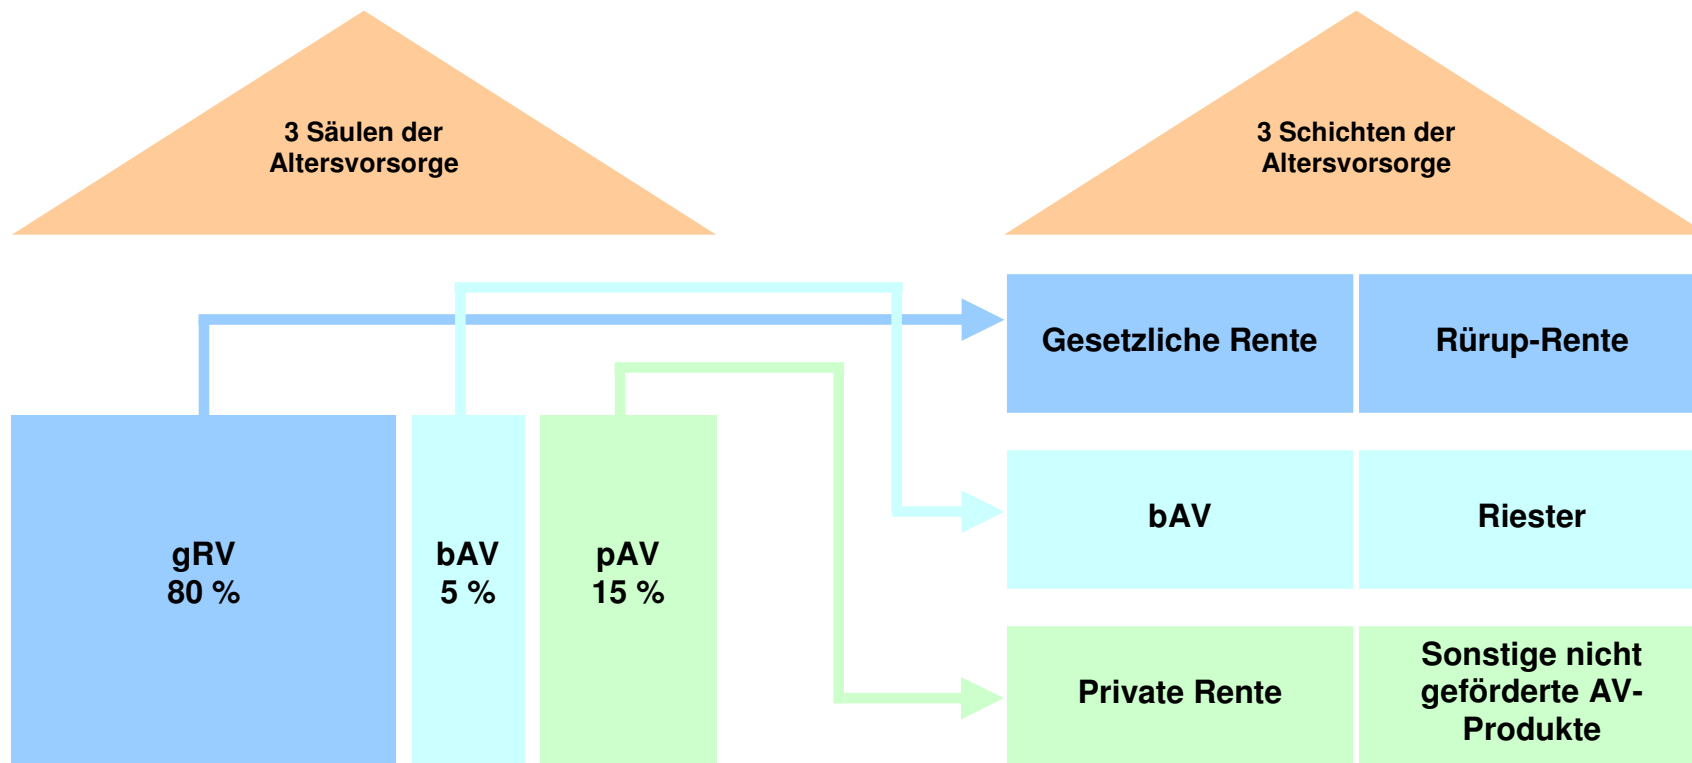 3 Säulen der
Altersvorsorge
3 Schichten der
Altersvorsorge
Gesetzliche Rente
Rürup-Rente
bAV
Riester
gRV
80 %
bAV
5 %
pAV
15 %
Private Rente
Sonstige nicht
geförderte AV-
Produkte